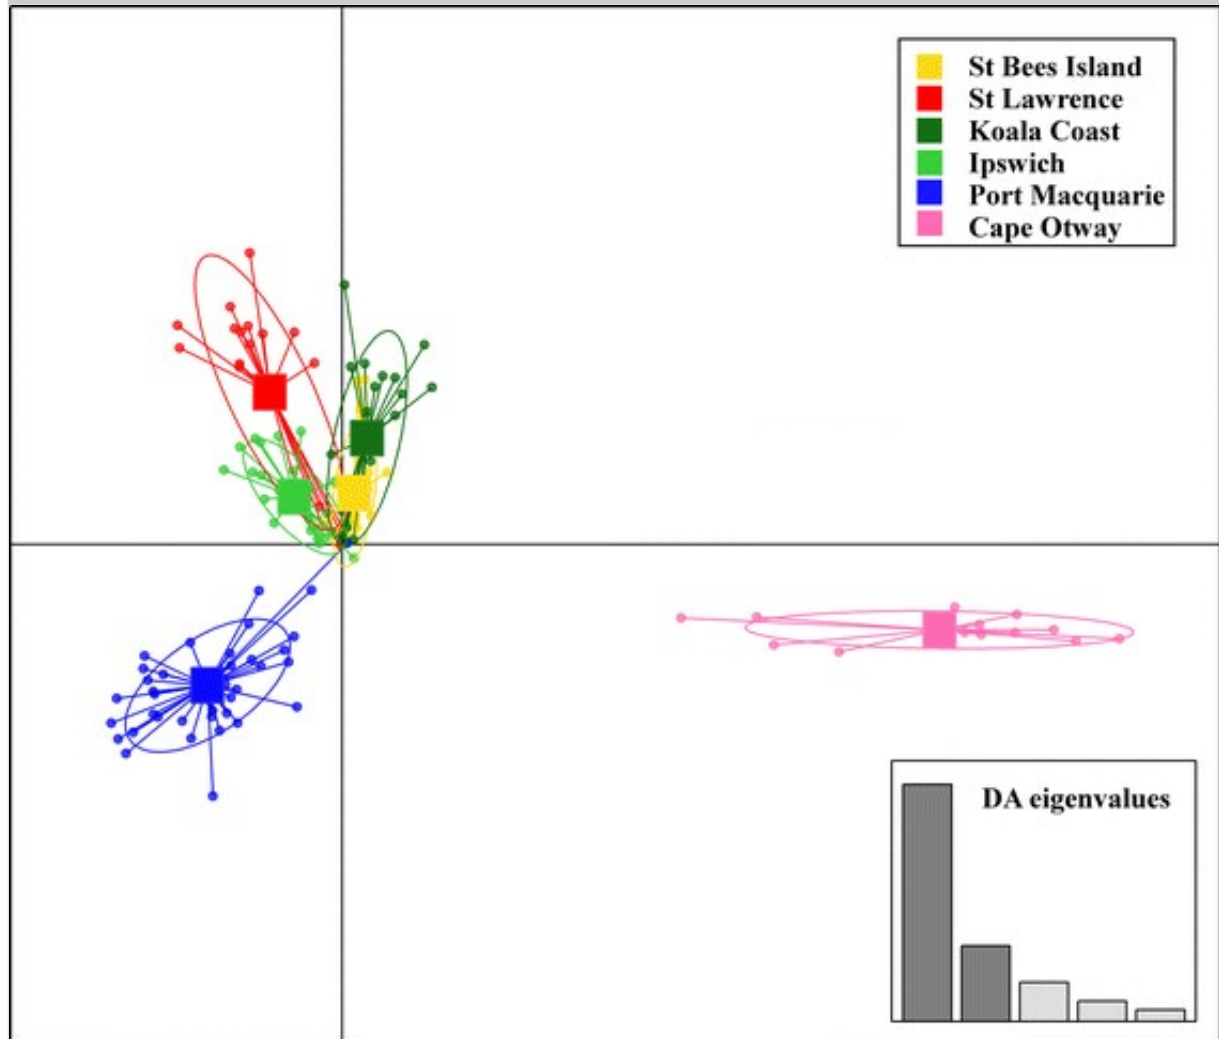 St Bees Island
St Lawrence
Koala Coast
Ipswich
Port Macquarie
Cape Otway
DA eigenvalues